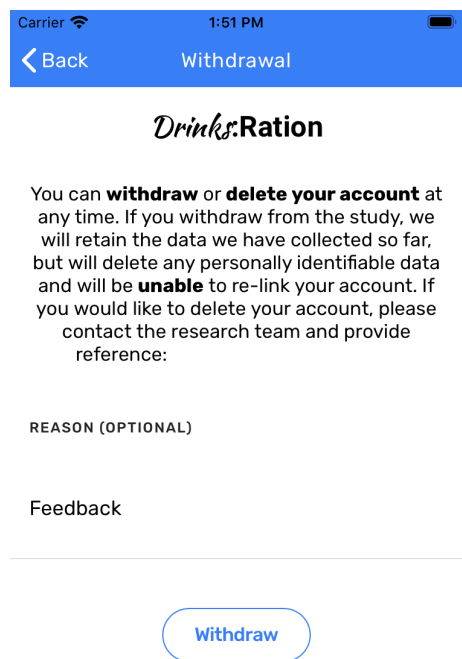 Carrier 1:51 PM
Back Withdrawal
Drinks:Ration
You can withdraw or delete your account at
any time. If you withdraw from the study, we
will retain the data we have collected so far,
but will delete any personally identifiable data
and will be unable to re-link your account. If
you would like to delete your account, please
contact the research team and provide
reference:
REASON (OPTIONAL)
Feedback
Withdraw